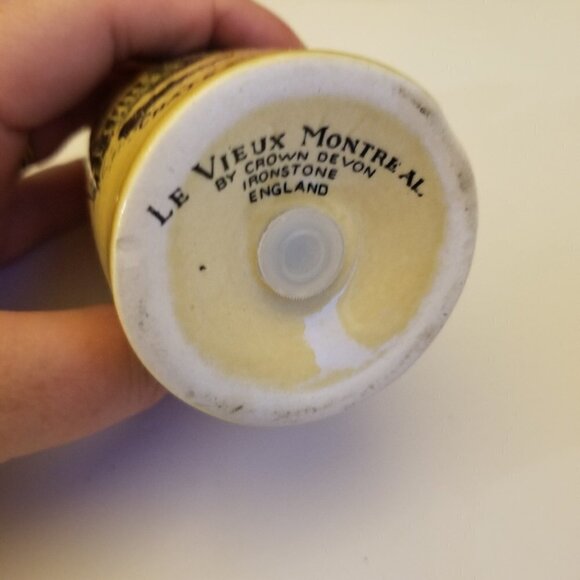 LE VIEUX MONTREAL
BY CROWN DEVON
IRONSTONE
ENGLAND